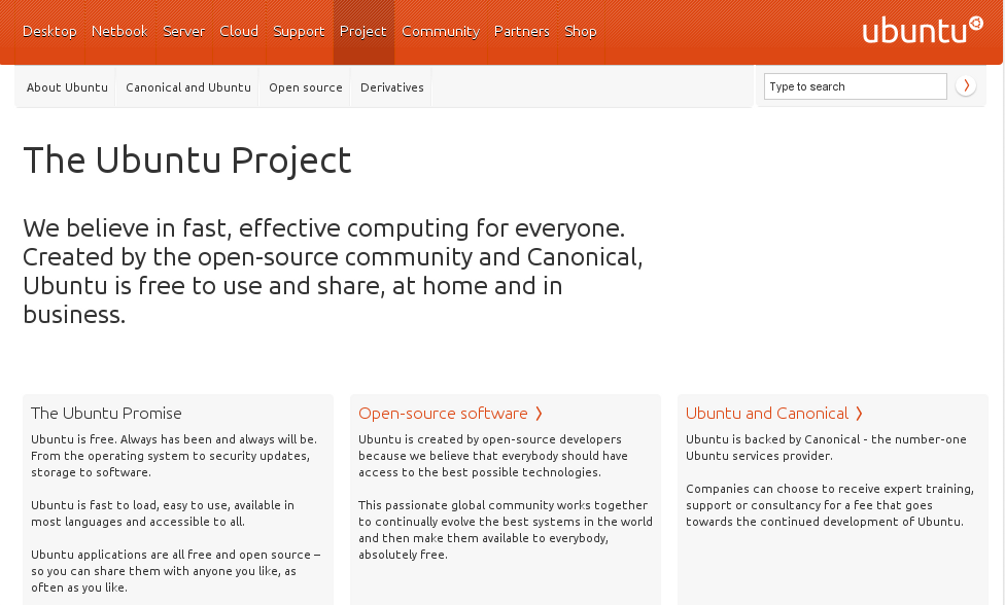 Desktop Netbook Server Cloud Support Project Community Partners Shop
ubuntu
About Ubuntu Canonical and Ubuntu Open source Derivatives
Type to search
The Ubuntu Project
We believe in fast, effective computing for everyone.
Created by the open-source community and Canonical,
Ubuntu is free to use and share, at home and in
business.
The Ubuntu Promise
Ubuntu is free. Always has been and always will be.
From the operating system to security updates,
storage to software.
Ubuntu is fast to load, easy to use, available in
most languages and accessible to all.
Ubuntu applications are all free and open source –
so you can share them with anyone you like, as
often as you like.
Open-source software
Ubuntu is created by open-source developers
because we believe that everybody should have
access to the best possible technologies.
This passionate global community works together
to continually evolve the best systems in the world
and then make them available to everybody,
absolutely free.
Ubuntu and Canonical
Ubuntu is backed by Canonical - the number-one
Ubuntu services provider.
Companies can choose to receive expert training,
support or consultancy for a fee that goes
towards the continued development of Ubuntu.